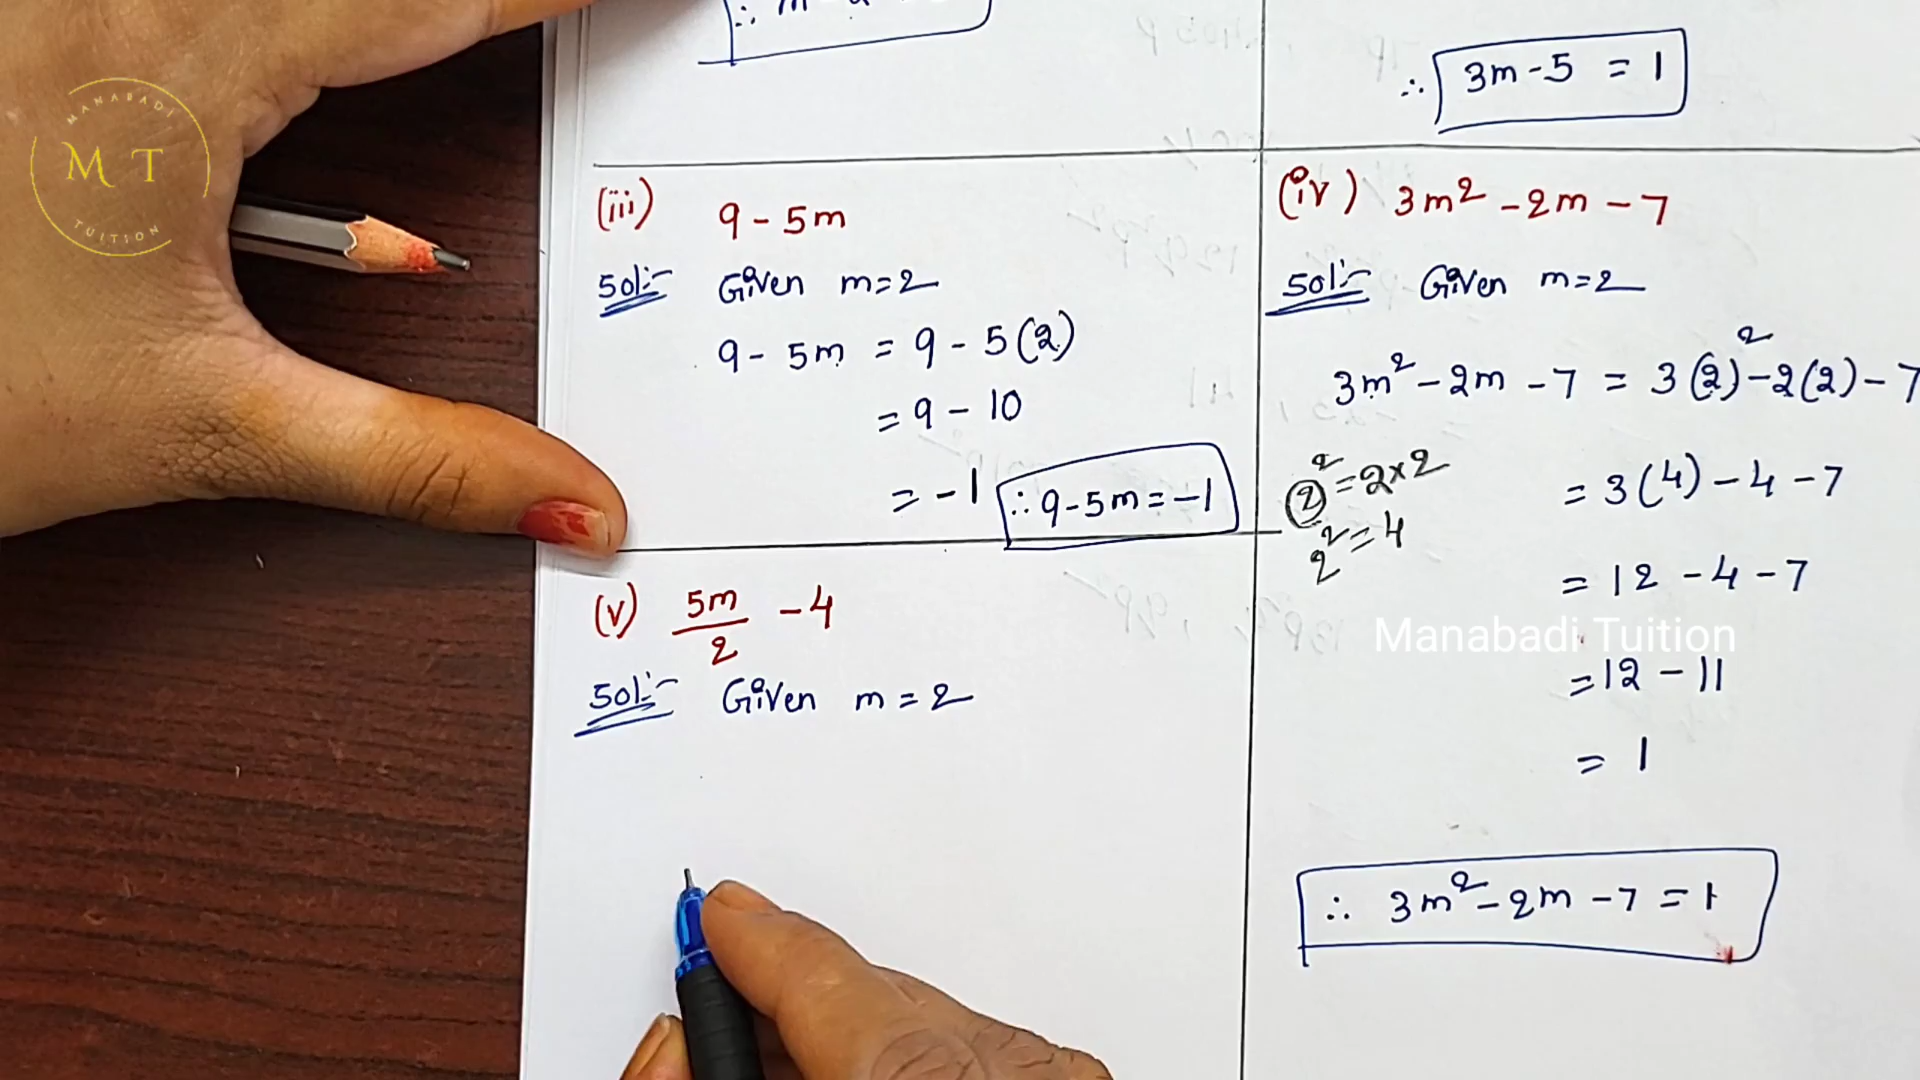 MANABADI
M T
TUITION
∴ 3m - 5 = 1
(iii) 9 - 5m
Sol:- Given m=2
9 - 5m = 9 - 5(2)
= 9 - 10
= -1 ∴ 9-5m = -1
(iv) 3m² - 2m - 7
Sol:- Given m=2
3m² - 2m - 7 = 3(2)² - 2(2) - 7
2² = 2×2
2² = 4
= 3(4) - 4 - 7
= 12 - 4 - 7
= 12 - 11
= 1
∴ 3m² - 2m - 7 = 1
(v) 5m/2 - 4
Sol:- Given m = 2
Manabadi Tuition